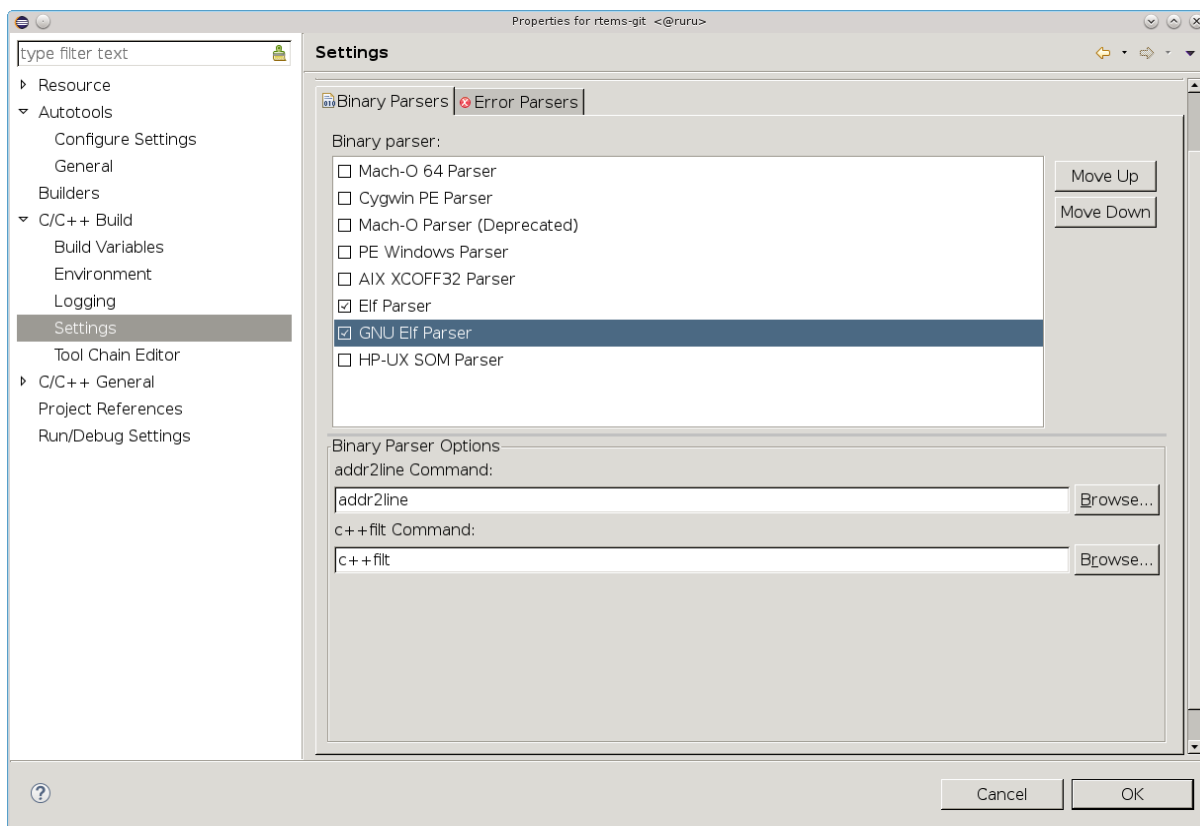 Properties for rtems-git <@ruru>
type filter text
Resource
Autotools
Configure Settings
General
Builders
C/C++ Build
Build Variables
Environment
Logging
Settings
Tool Chain Editor
C/C++ General
Project References
Run/Debug Settings
Settings
Binary Parsers
Error Parsers
Binary parser:
Mach-O 64 Parser
Cygwin PE Parser
Mach-O Parser (Deprecated)
PE Windows Parser
AIX XCOFF32 Parser
Elf Parser
GNU Elf Parser
HP-UX SOM Parser
Move Up
Move Down
Binary Parser Options
addr2line Command:
addr2line
Browse...
c++filt Command:
c++filt
Browse...
Cancel
OK